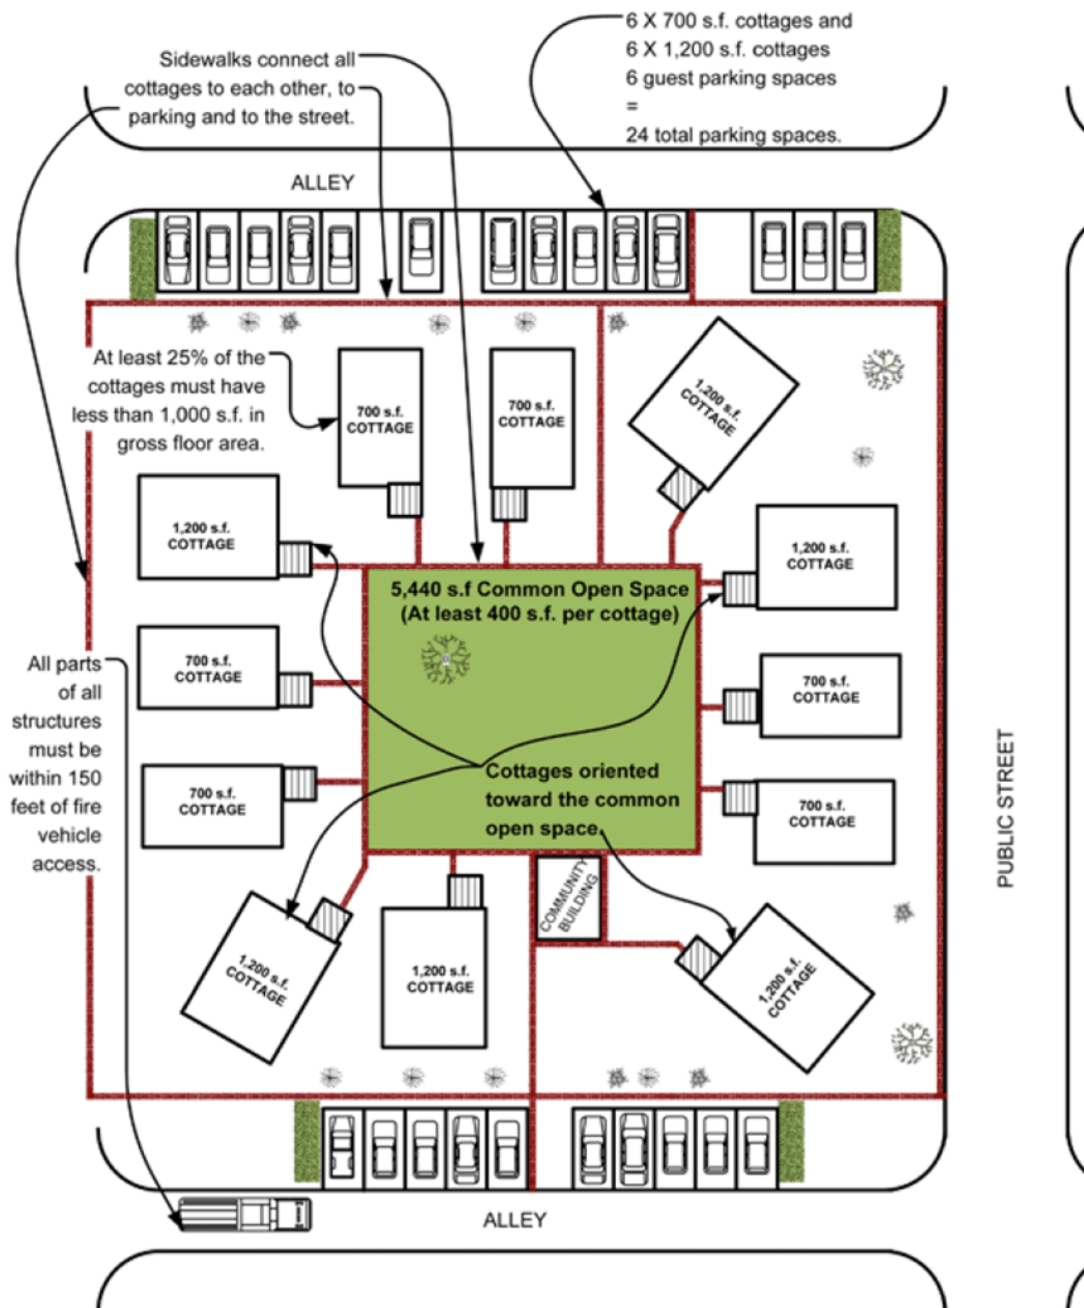 6 X 700 s.f. cottages and
6 X 1,200 s.f. cottages
6 guest parking spaces
=
24 total parking spaces.
Sidewalks connect all
cottages to each other, to
parking and to the street.
ALLEY
At least 25% of the
cottages must have
less than 1,000 s.f. in
gross floor area.
700 s.f.
COTTAGE
700 s.f.
COTTAGE
1,200 s.f.
COTTAGE
1,200 s.f.
COTTAGE
1,200 s.f.
COTTAGE
5,440 s.f Common Open Space
(At least 400 s.f. per cottage)
All parts
of all
structures
must be
within 150
feet of fire
vehicle
access.
700 s.f.
COTTAGE
700 s.f.
COTTAGE
700 s.f.
COTTAGE
700 s.f.
COTTAGE
Cottages oriented
toward the common
open space.
PUBLIC STREET
COMMUNITY
BUILDING
1,200 s.f.
COTTAGE
1,200 s.f.
COTTAGE
1,200 s.f.
COTTAGE
ALLEY